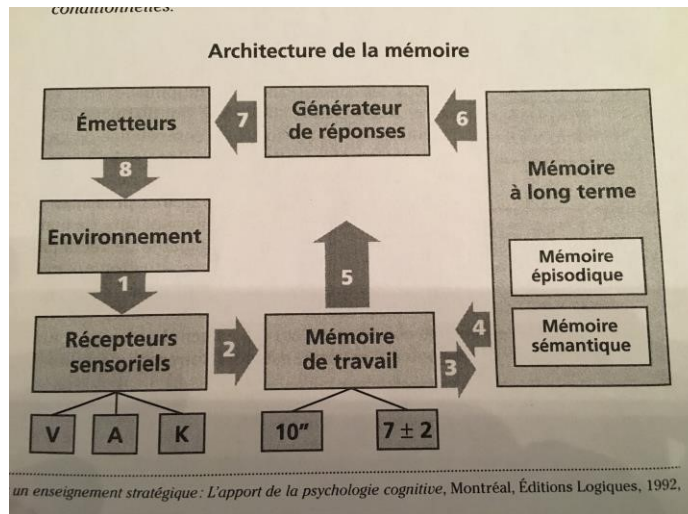 conditionnelles.
Architecture de la mémoire
Émetteurs
7
Générateur
de réponses
6
Mémoire
à long terme
8
Environnement
Mémoire
épisodique
1
5
Récepteurs
sensoriels
2
Mémoire
de travail
4
3
Mémoire
sémantique
V
A
K
10"
7 ± 2
un enseignement stratégique : L'apport de la psychologie cognitive, Montréal, Éditions Logiques, 1992,